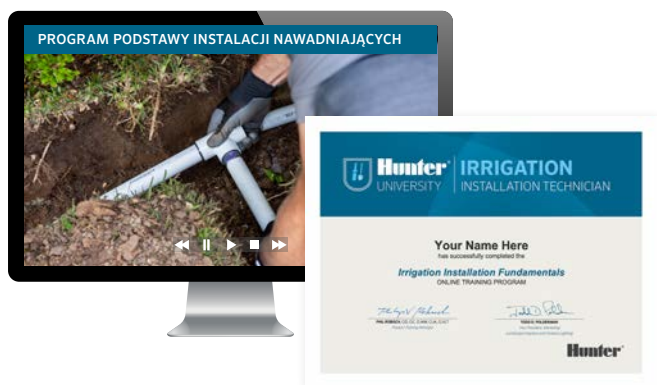 PROGRAM PODSTAWY INSTALACJI NAWADNIAJĄCYCH
Hunter®
UNIVERSITY
IRRIGATION
INSTALLATION TECHNICIAN
Your Name Here
has successfully completed the
Irrigation Installation Fundamentals
ONLINE TRAINING PROGRAM
Hunter®